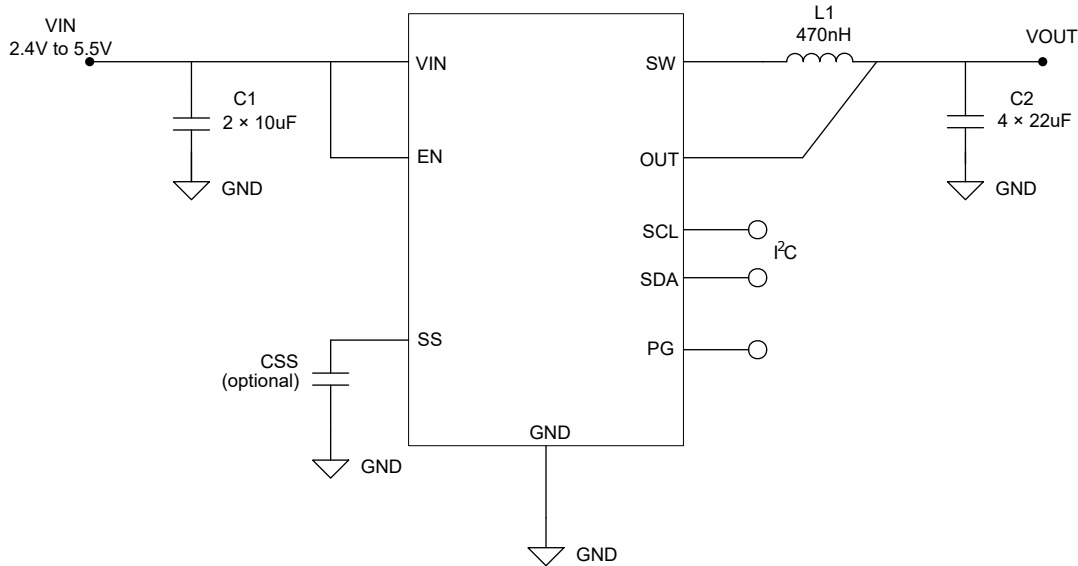 VIN
2.4V to 5.5V
C1
2 × 10uF
GND
VIN
EN
SS
CSS
(optional)
GND
GND
GND
SW
OUT
SCL
SDA
PG
I²C
L1
470nH
VOUT
C2
4 × 22uF
GND